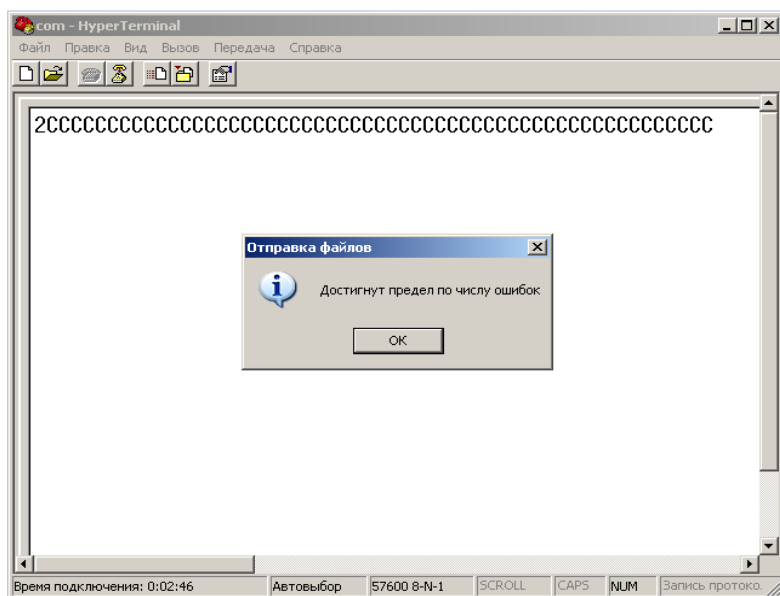 com - HyperTerminal
Файл Правка Вид Вызов Передача Справка
2CCCCCCCCCCCCCCCCCCCCCCCCCCCCCCCCCCCCCCCCCCCCCCCCCCCCCCC
Отправка файлов
Достигнут предел по числу ошибок
OK
Время подключения: 0:02:46 Автовыбор 57600 8-N-1 SCROLL CAPS NUM Запись протоко.